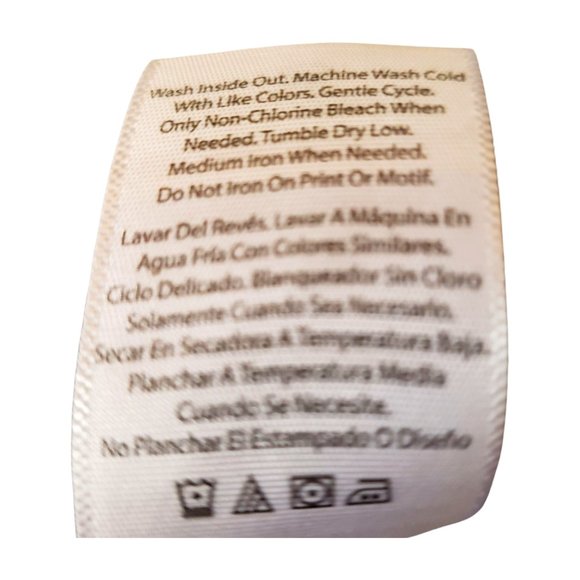 Wash Inside Out. Machine Wash Cold
With Like Colors. Gentle Cycle.
Only Non-Chlorine Bleach When
Needed. Tumble Dry Low.
Medium Iron When Needed.
Do Not Iron On Print Or Motif.
Lavar Del Revés. Lavar A Máquina En
Agua Fría Con Colores Similares.
Ciclo Delicado. Blanqueador Sin Cloro
Solamente Cuando Sea Necesario.
Secar En Secadora A Temperatura Baja.
Planchar A Temperatura Media
Cuando Se Necesite.
No Planchar El Estampado O Diseño